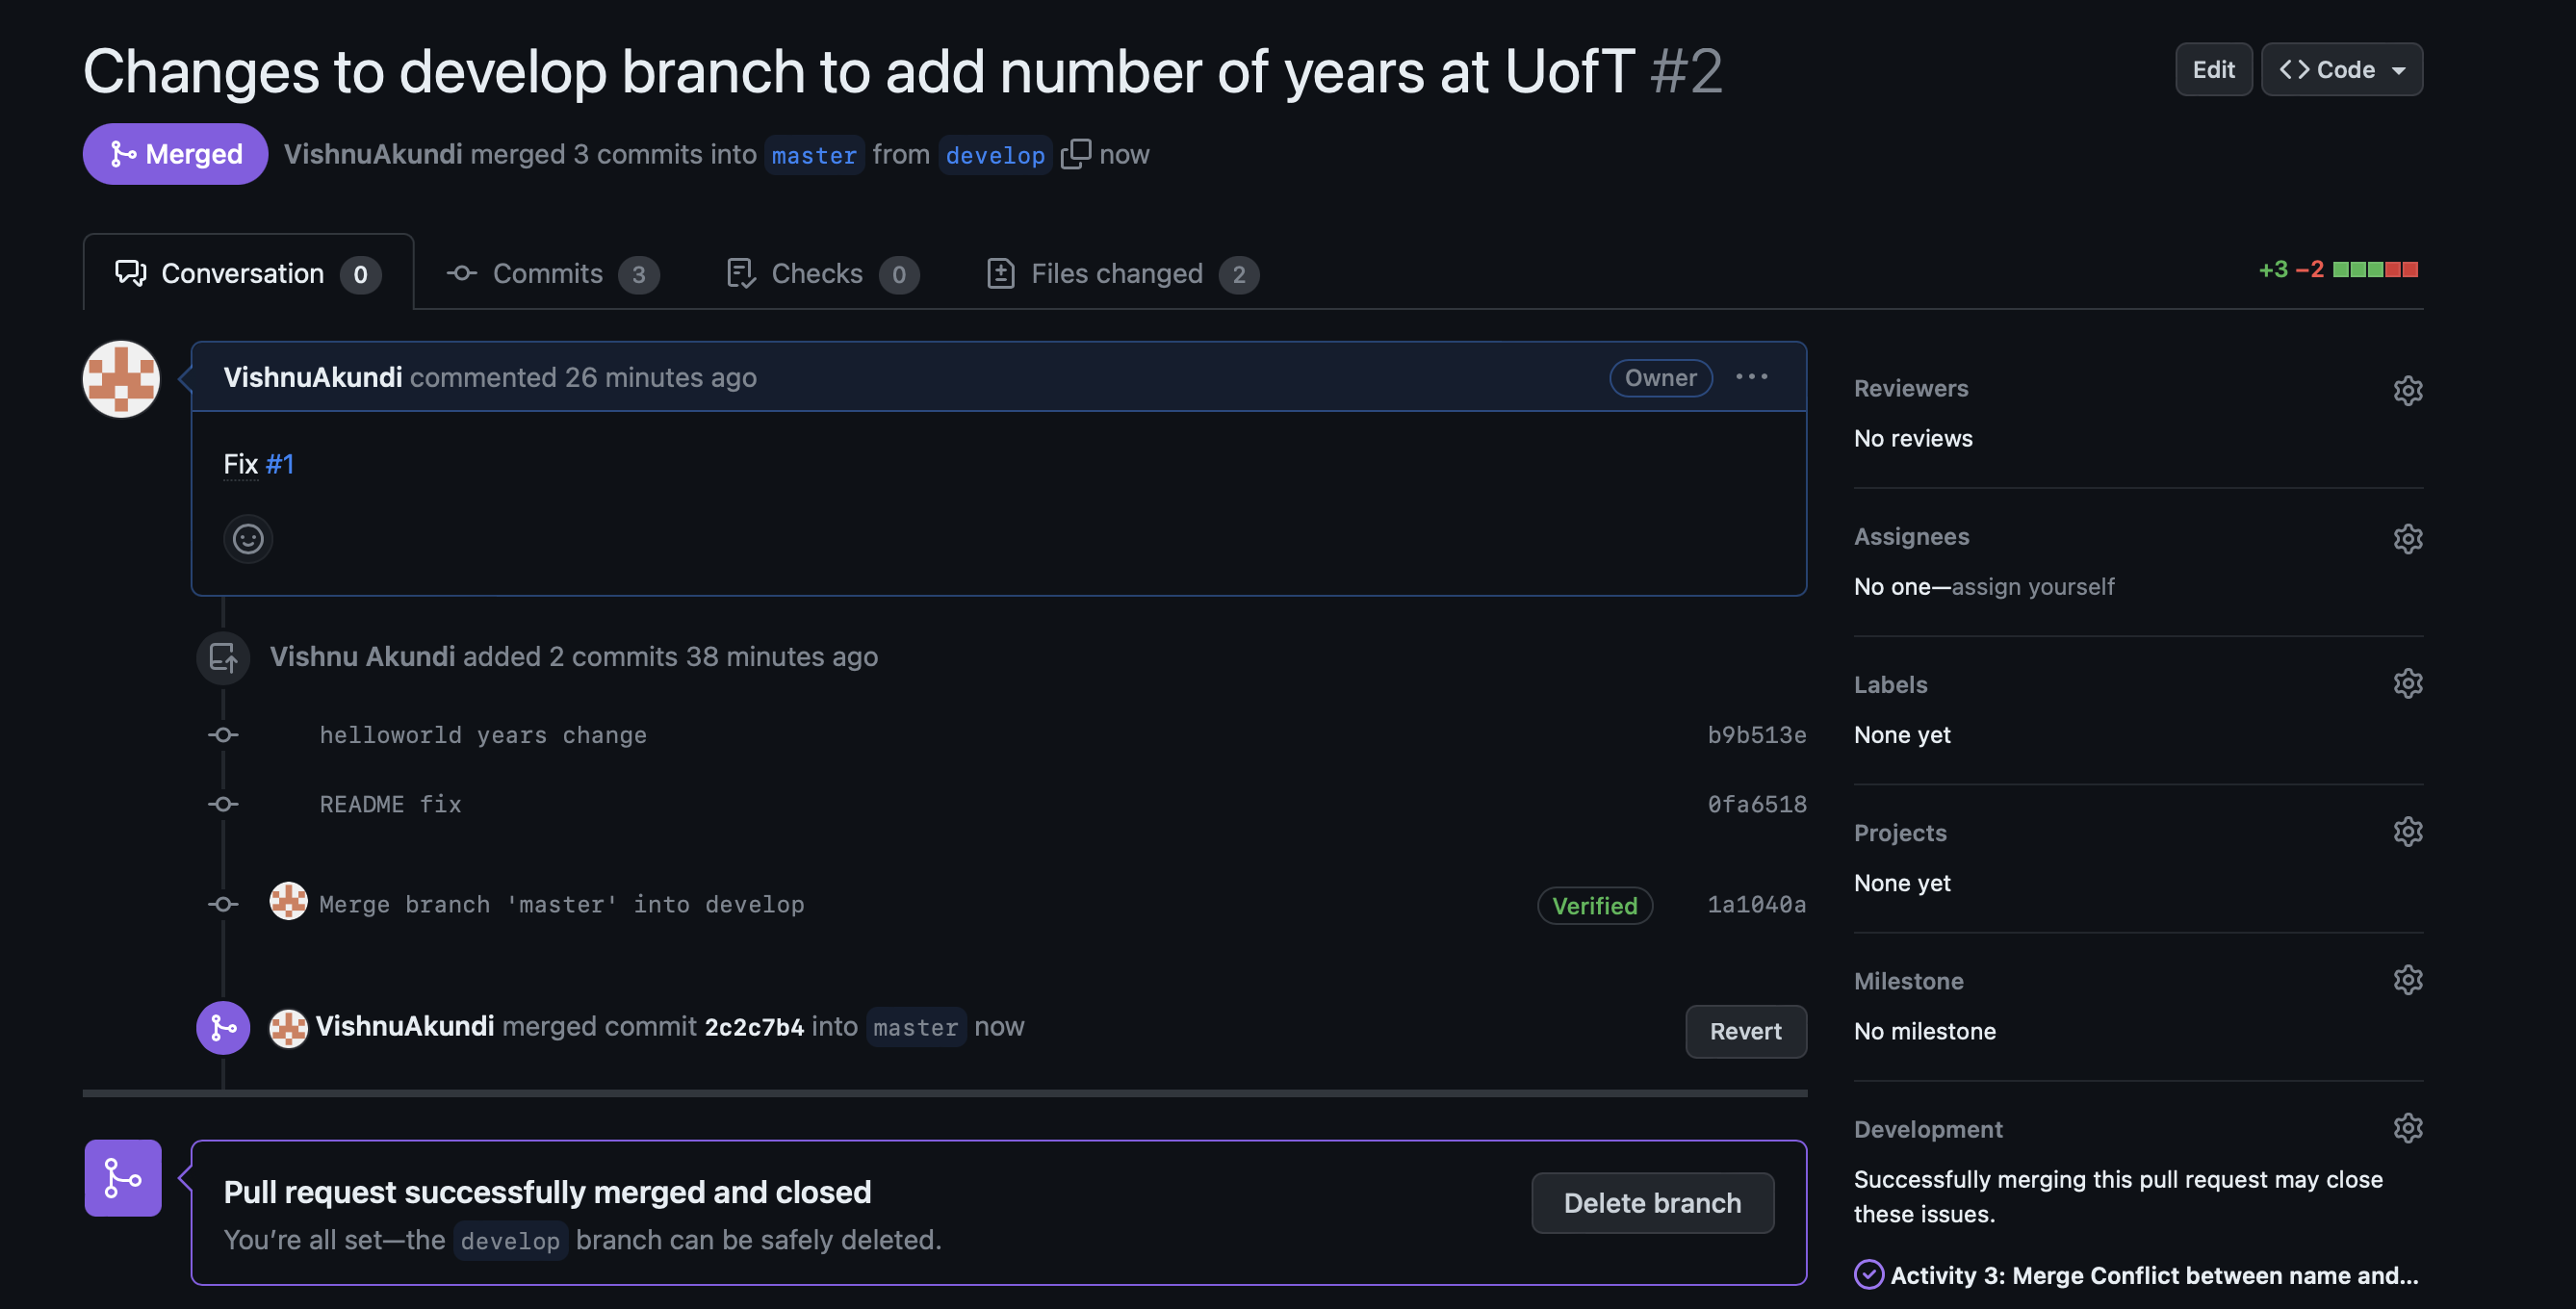 Changes to develop branch to add number of years at UofT #2
Edit
<> Code
Merged
VishnuAkundi merged 3 commits into master from develop now
Conversation 0
Commits 3
Checks 0
Files changed 2
+3 −2
VishnuAkundi commented 26 minutes ago
Owner
Fix #1
Vishnu Akundi added 2 commits 38 minutes ago
helloworld years change
b9b513e
README fix
0fa6518
Merge branch 'master' into develop
Verified
1a1040a
VishnuAkundi merged commit 2c2c7b4 into master now
Revert
Pull request successfully merged and closed
You’re all set—the develop branch can be safely deleted.
Delete branch
Reviewers
No reviews
Assignees
No one—assign yourself
Labels
None yet
Projects
None yet
Milestone
No milestone
Development
Successfully merging this pull request may close
these issues.
Activity 3: Merge Conflict between name and...